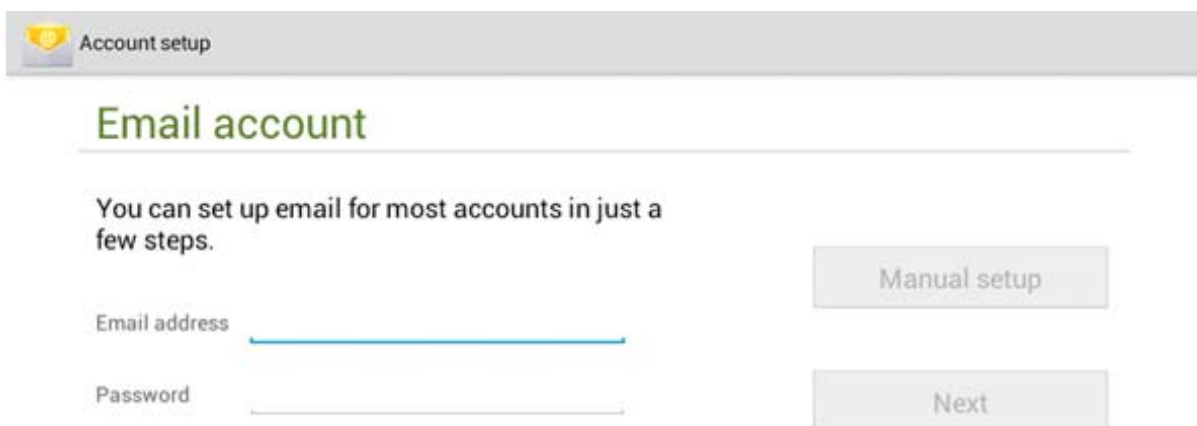 Account setup
Email account
You can set up email for most accounts in just a
few steps.
Manual setup
Email address
Password
Next